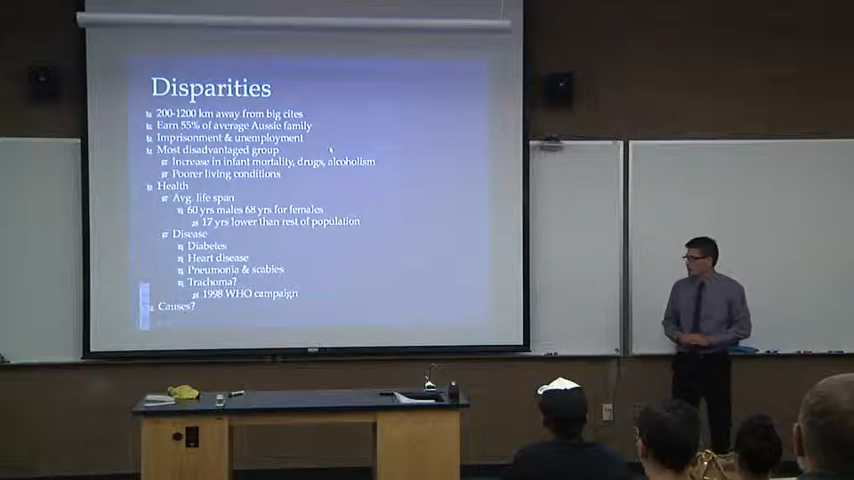 Disparities
200-1200 km away from big cites
Earn 55% of average Aussie family
Imprisonment & unemployment
Most disadvantaged group
Increase in infant mortality, drugs, alcoholism
Poorer living conditions
Health
Avg. life span
60 yrs males 68 yrs for females
17 yrs lower than rest of population
Disease
Diabetes
Heart disease
Pneumonia & scabies
Trachoma?
1998 WHO campaign
Causes?